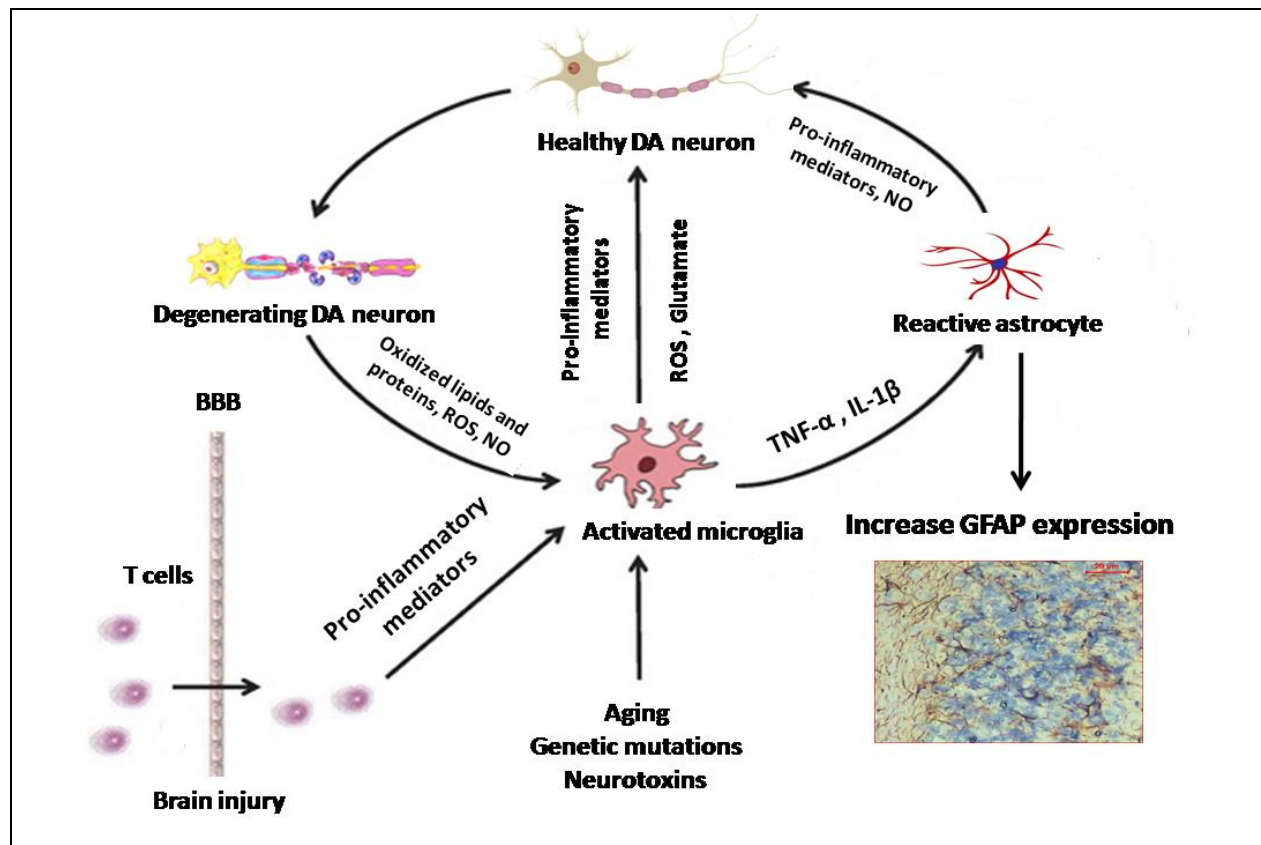 Healthy DA neuron
Pro-inflammatory
mediators, NO
Degenerating DA neuron
Pro-inflammatory
mediators
ROS , Glutamate
Reactive astrocyte
Oxidized lipids and
proteins, ROS, NO
BBB
TNF-α , IL-1β
Activated microglia
Increase GFAP expression
Pro-inflammatory
mediators
T cells
20 µm
Aging
Genetic mutations
Neurotoxins
Brain injury